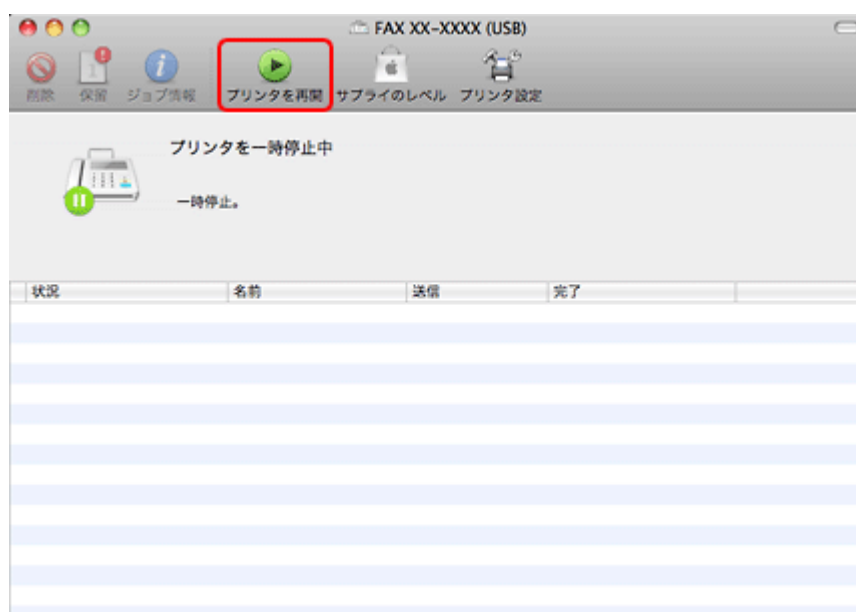 FAX XX-XXXX (USB)
削除 保留 ジョブ情報 プリンタを再開 サプライのレベル プリンタ設定
プリンタを一時停止中
一時停止。
状況 名前 送信 完了